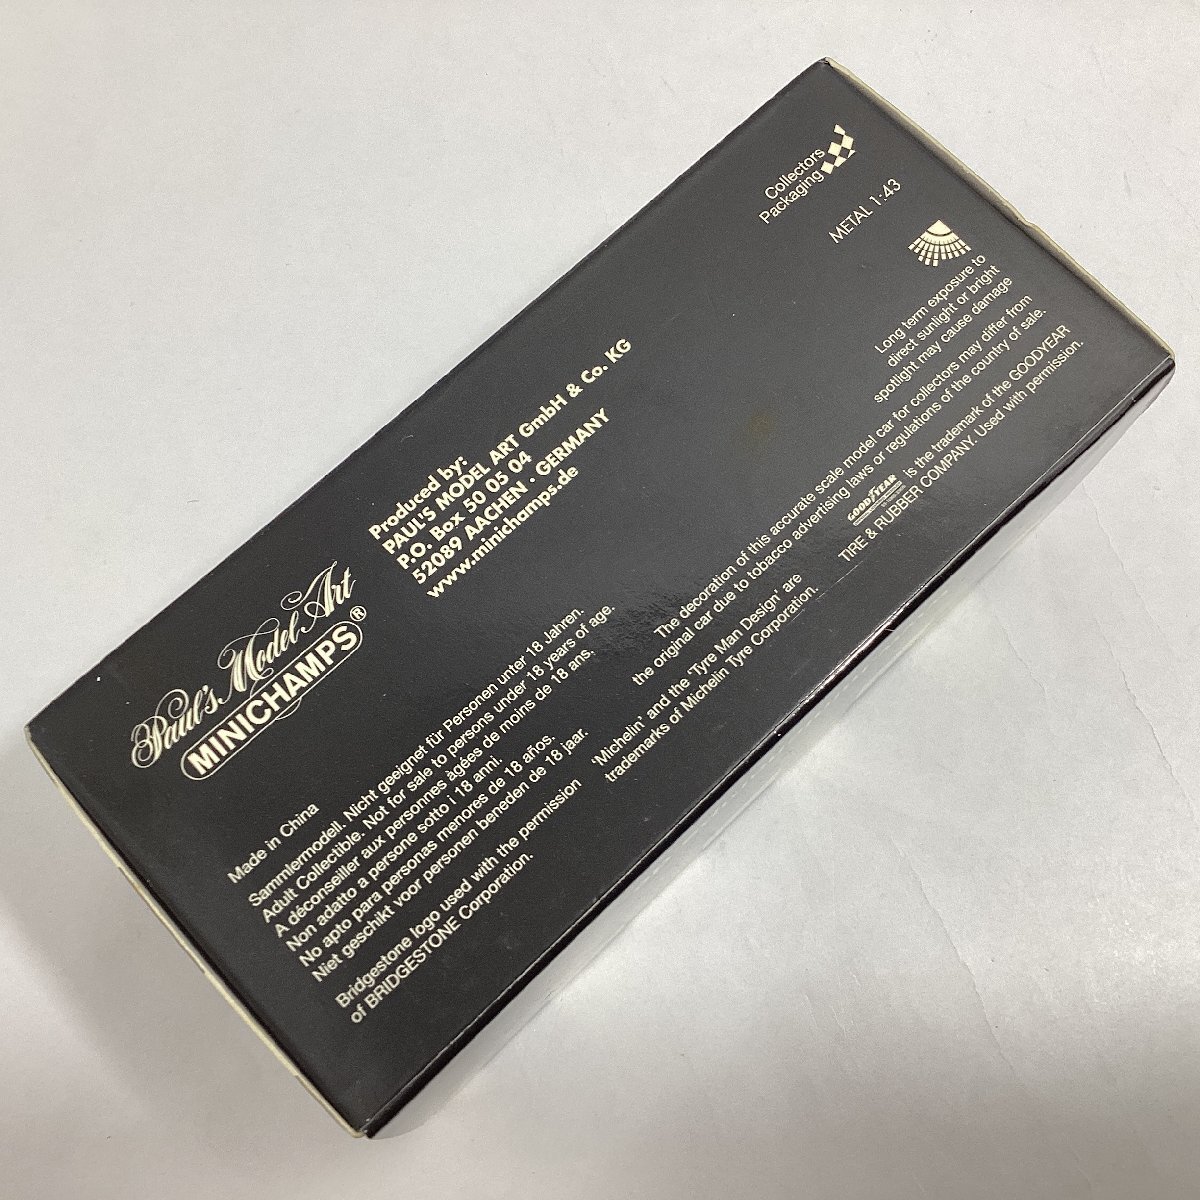 Paul's Model Art
MINICHAMPS®
Produced by:
PAUL'S MODEL ART GmbH & Co. KG
P.O. Box 50 05 04
52089 AACHEN · GERMANY
www.minichamps.de
Collectors
Packaging
METAL 1:43
Long term exposure to
direct sunlight or bright
spotlight may cause damage
Made in China
Sammlermodell. Nicht geeignet für Personen unter 18 Jahren.
Adult Collectible. Not for sale to persons under 18 years of age.
A déconseiller aux personnes âgées de moins de 18 ans.
Non adatto a persone sotto i 18 anni.
No apto para personas menores de 18 años.
Niet geschikt voor personen beneden de 18 jaar.
Bridgestone logo used with the permission
of BRIDGESTONE Corporation.
The decoration of this accurate scale model car for collectors may differ from
the original car due to tobacco advertising laws or regulations of the country of sale.
'Michelin' and the 'Tyre Man Design' are
trademarks of Michelin Tyre Corporation.
GOODYEAR is the trademark of the GOODYEAR
TIRE & RUBBER COMPANY. Used with permission.